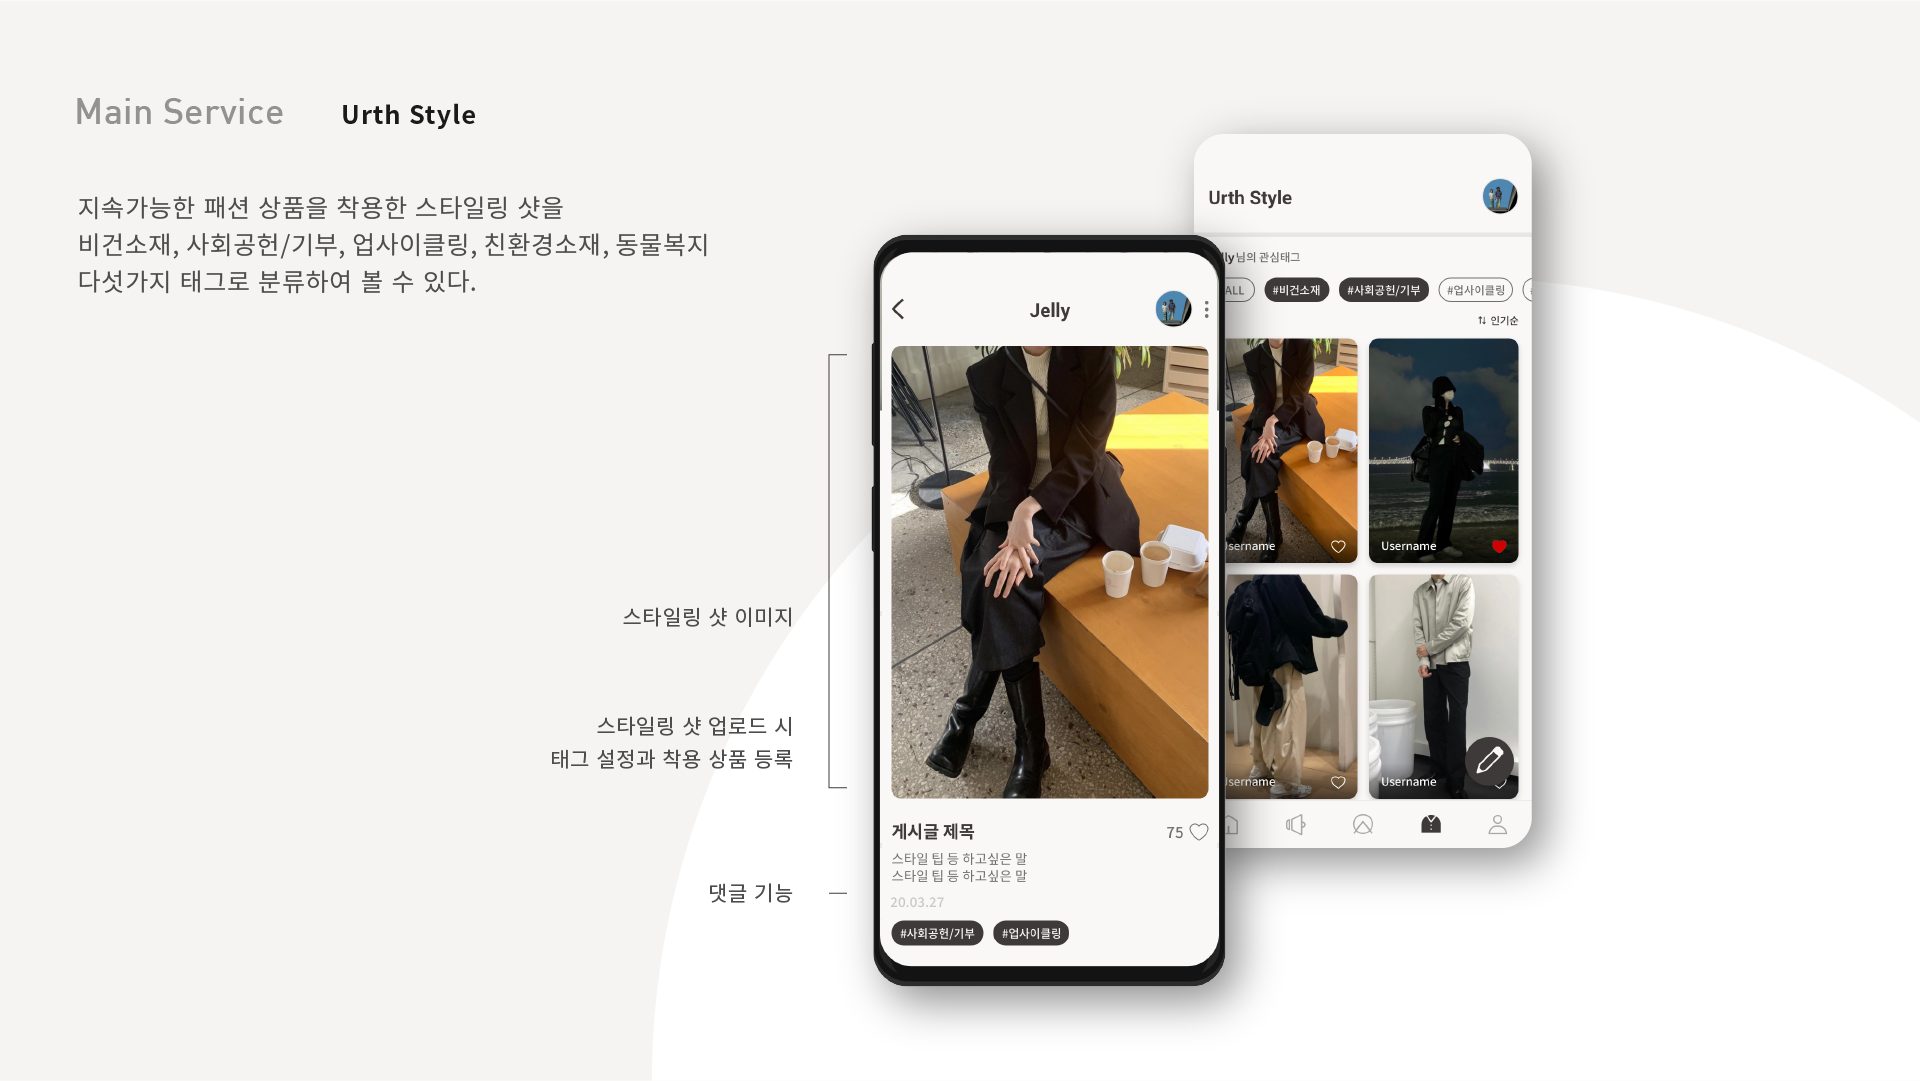 Main Service
Urth Style
지속가능한 패션 상품을 착용한 스타일링 샷을
비건소재, 사회공헌/기부, 업사이클링, 친환경소재, 동물복지
다섯가지 태그로 분류하여 볼 수 있다.
스타일링 샷 이미지
스타일링 샷 업로드 시
태그 설정과 착용 상품 등록
댓글 기능
Jelly
게시글 제목
75
스타일 팁 등 하고싶은 말
스타일 팁 등 하고싶은 말
20.03.27
#사회공헌/기부 #업사이클링
Urth Style
lly님의 관심태그
ALL #비건소재 #사회공헌/기부 #업사이클링 #
인기순
Username
Username
Username
Username